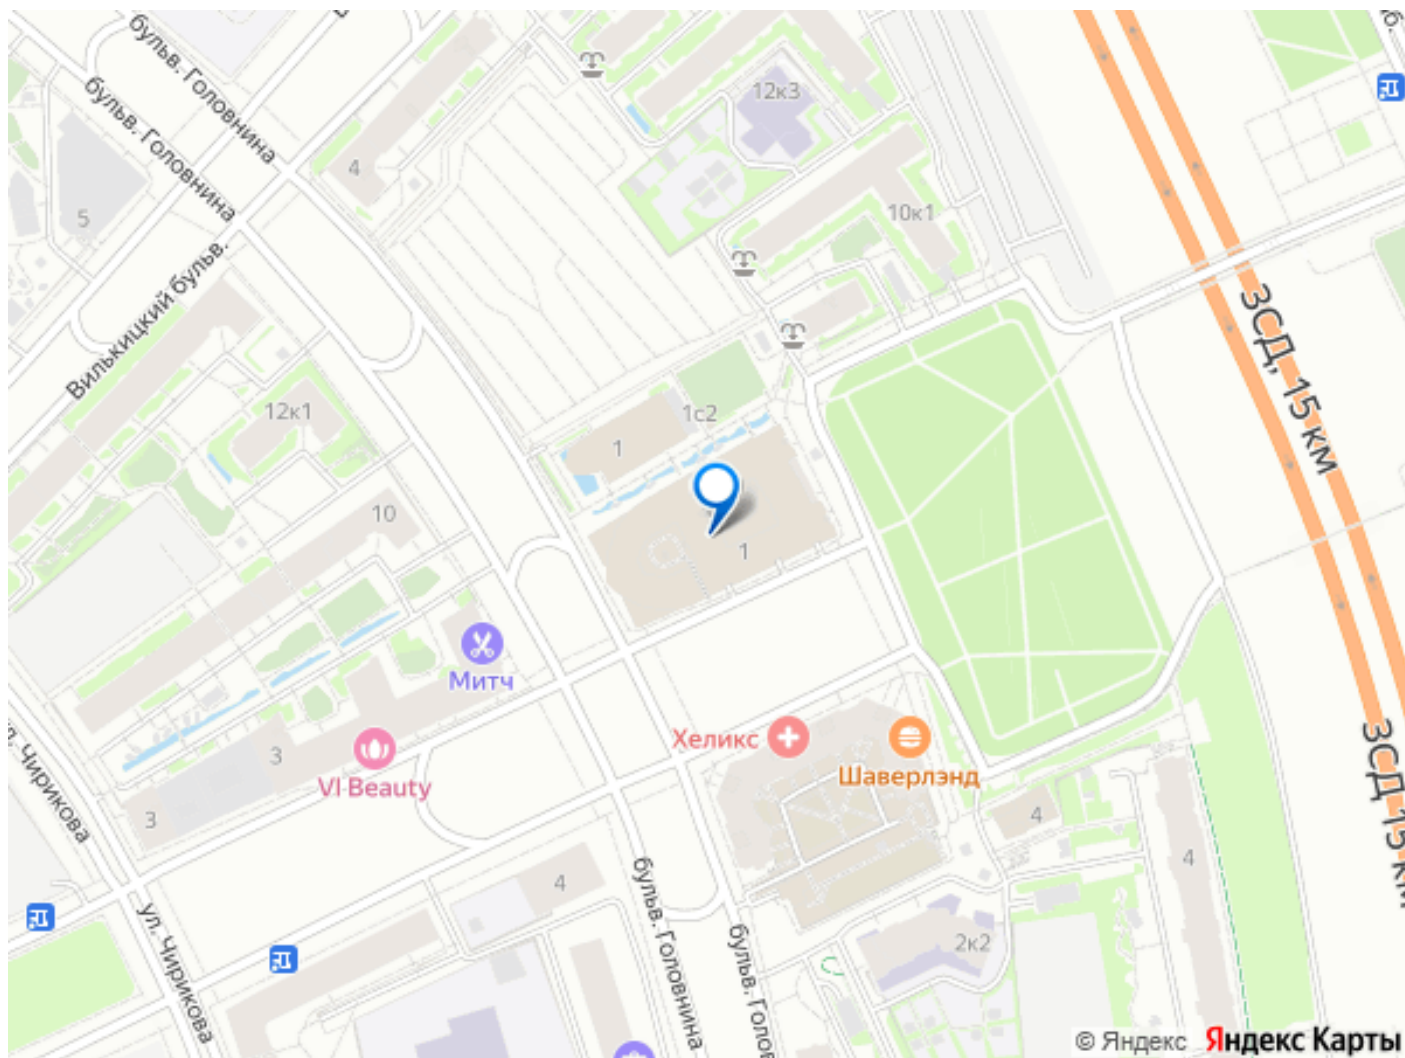 бульв. Головнина
бульв. Головнина
12к3
4
5
10к1
Вилькицкий бульв.
ЗСД, 15 км
12к1
1с2
1
10
1
Митч
Хеликс
VI Beauty
Шаверлэнд
3
3
ул. Чирикова
4
4
4
ЗСД 15 км
бульв. Головнина
бульв. Голов
2к2
© Яндекс Яндекс Карты